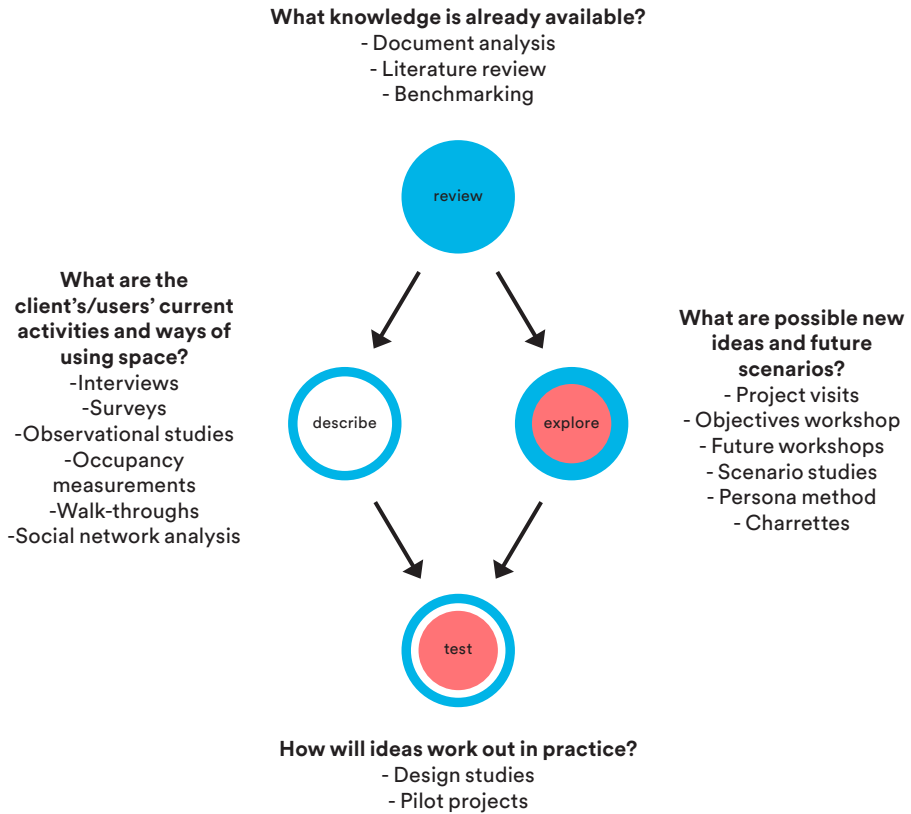 What knowledge is already available?
- Document analysis
- Literature review
- Benchmarking
review
What are the
client's/users' current
activities and ways of
using space?
-Interviews
-Surveys
-Observational studies
-Occupancy
measurements
-Walk-throughs
-Social network analysis
describe
explore
What are possible new
ideas and future
scenarios?
- Project visits
- Objectives workshop
- Future workshops
- Scenario studies
- Persona method
- Charrettes
test
How will ideas work out in practice?
- Design studies
- Pilot projects